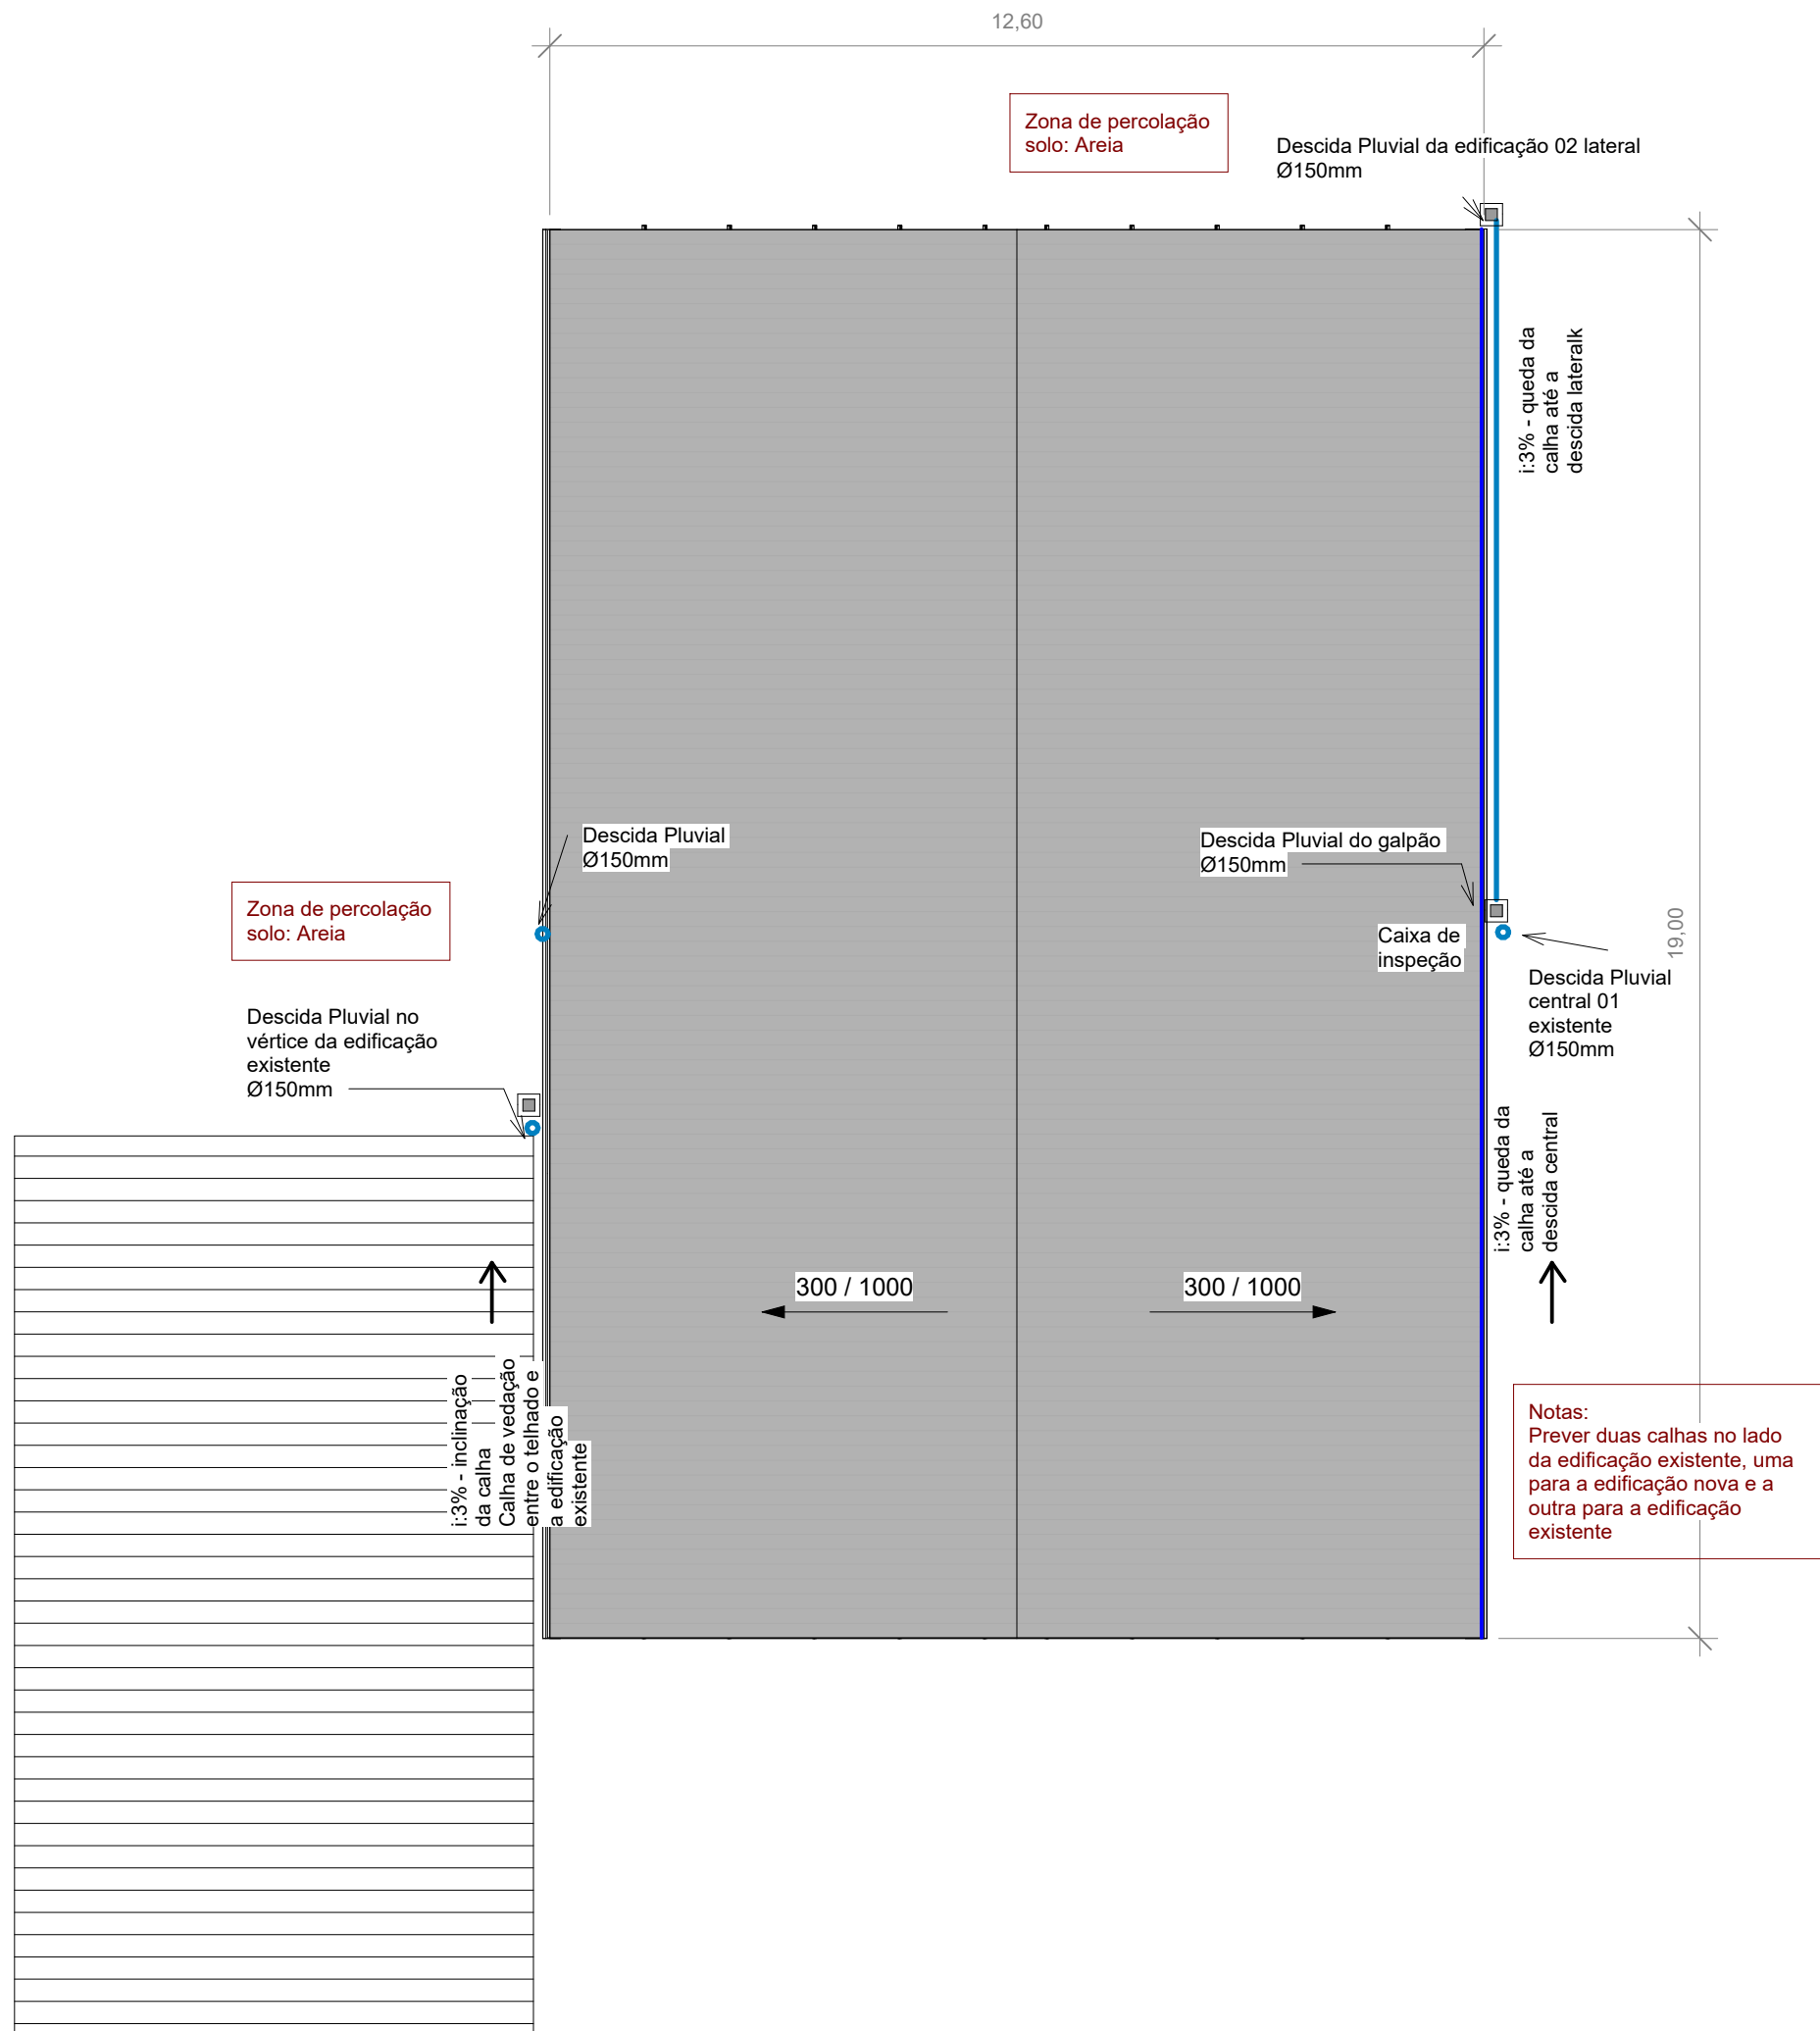 12,60
Zona de percolação
solo: Areia
Descida Pluvial da edificação 02 lateral
Ø150mm
i:3% - queda da
calha até a
descida lateralk
Descida Pluvial
Ø150mm
Descida Pluvial do galpão
Ø150mm
Zona de percolação
solo: Areia
Caixa de
inspeção
19,00
Descida Pluvial
central 01
existente
Ø150mm
Descida Pluvial no
vértice da edificação
existente
Ø150mm
i:3% - queda da
calha até a
descida central
300 / 1000
300 / 1000
i:3% - inclinação
da calha
Calha de vedação
entre o telhado e
a edificação
existente
Notas:
Prever duas calhas no lado
da edificação existente, uma
para a edificação nova e a
outra para a edificação
existente